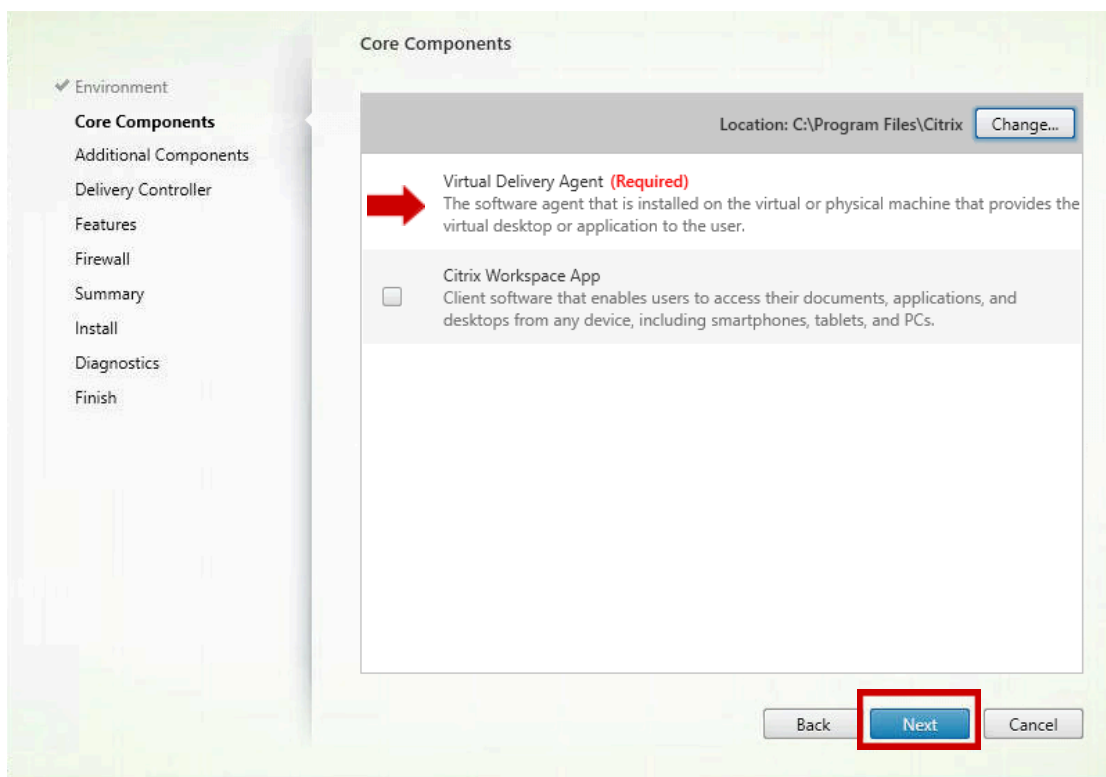 Core Components
Environment
Core Components
Additional Components
Delivery Controller
Features
Firewall
Summary
Install
Diagnostics
Finish
Location: C:\Program Files\Citrix
Change...
Virtual Delivery Agent (Required)
The software agent that is installed on the virtual or physical machine that provides the
virtual desktop or application to the user.
Citrix Workspace App
Client software that enables users to access their documents, applications, and
desktops from any device, including smartphones, tablets, and PCs.
Back
Next
Cancel